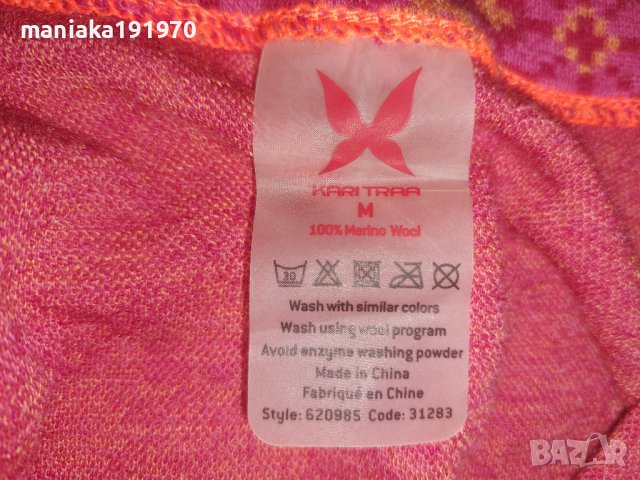 maniaka191970
KARI TRAA
M
100% Merino Wool
30
Wash with similar colors
Wash using wool program
Avoid enzyme washing powder
Made in China
Fabriqué en Chine
Style: 620985 Code: 31283
BAZAR